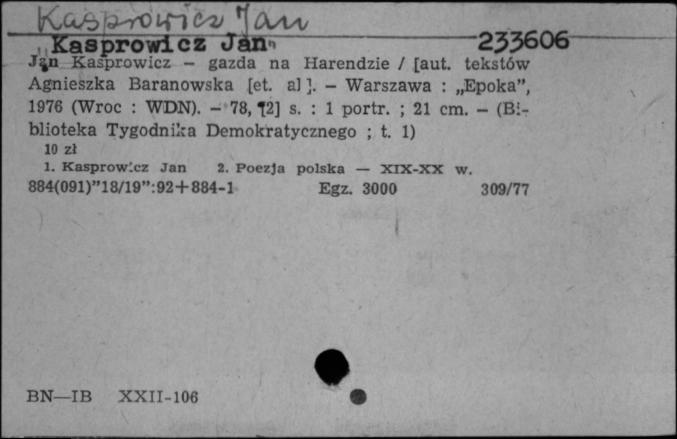 Kasprowicz Jan
„Kasprowicz Jan" 233606
Jan Kasprowicz – gazda na Harendzie / [aut. tekstów
Agnieszka Baranowska [et. al]. – Warszawa : „Epoka”,
1976 (Wroc : WDN). – 78, [2] s. : 1 portr. ; 21 cm. – (Bi-
blioteka Tygodnika Demokratycznego ; t. 1)
10 zł
1. Kasprowicz Jan 2. Poezja polska — XIX-XX w.
884(091)”18/19”:92+884-1 Egz. 3000 309/77
BN—IB XXII-106